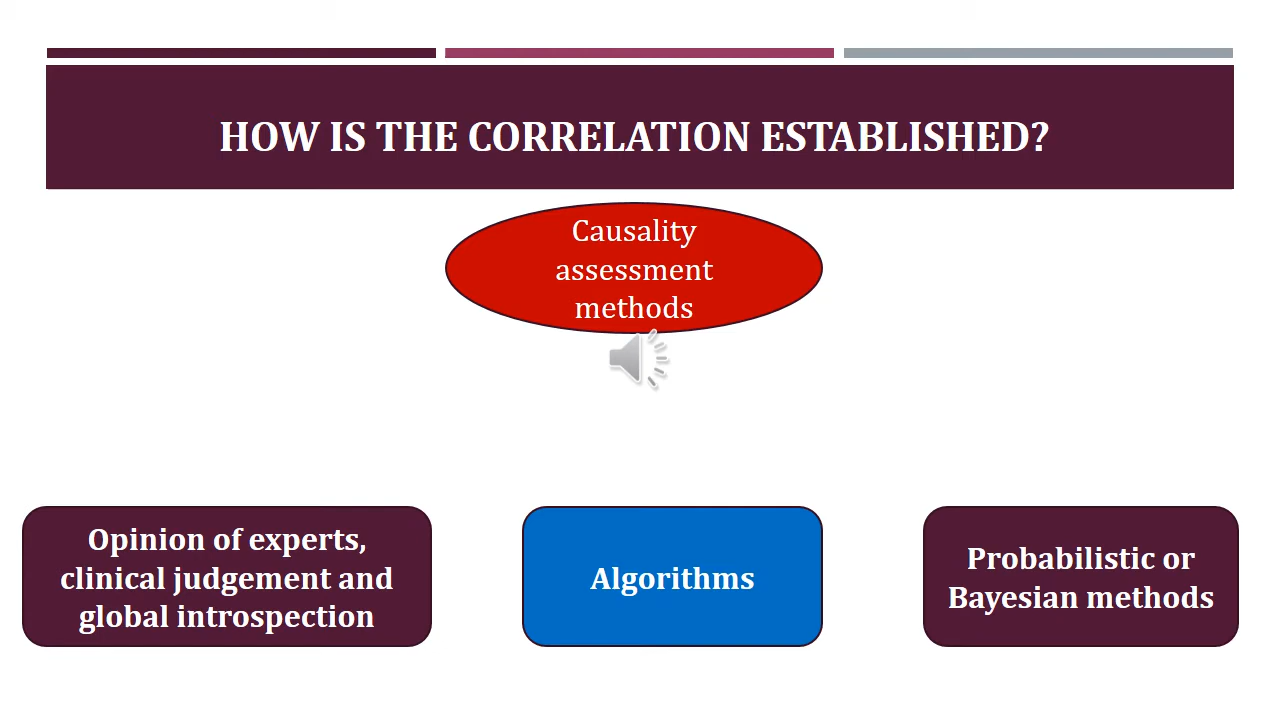 HOW IS THE CORRELATION ESTABLISHED?
Causality
assessment
methods
Opinion of experts,
clinical judgement and
global introspection
Algorithms
Probabilistic or
Bayesian methods